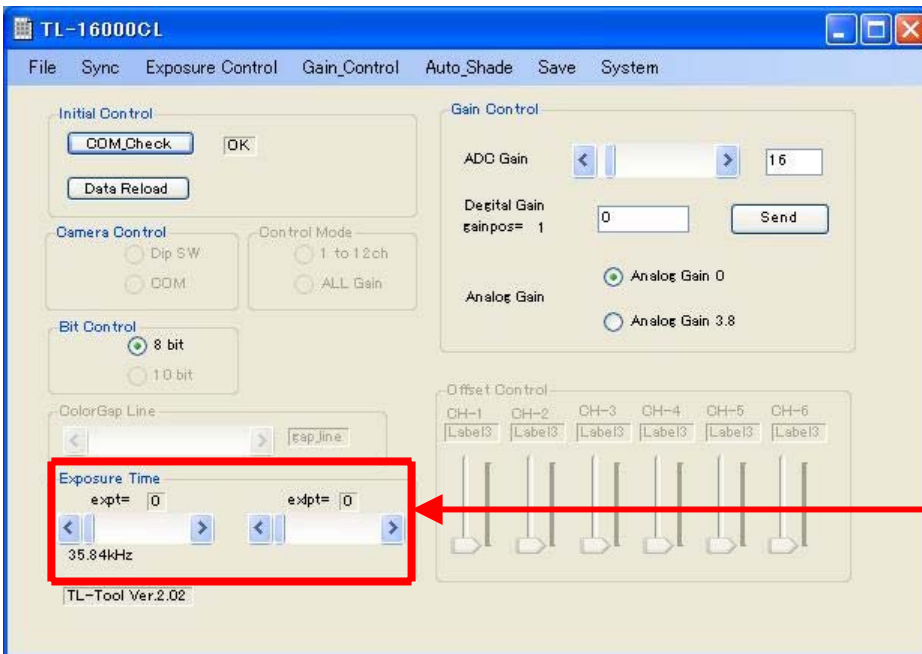 TL-16000CL
File Sync Exposure Control Gain_Control Auto_Shade Save System
Initial Control
COM_Check OK
Data Reload
Camera Control
Dip SW
COM
Control Mode
1 to 12ch
ALL Gain
Bit Control
8 bit
10 bit
ColorGap Line
gap_line
Exposure Time
expt= 0 exdpt= 0
35.84kHz
TL-Tool Ver.2.02
Gain Control
ADC Gain 16
Degital Gain
gainpos= 1 0 Send
Analog Gain
Analog Gain 0
Analog Gain 3.8
Offset Control
CH-1 CH-2 CH-3 CH-4 CH-5 CH-6
Label3 Label3 Label3 Label3 Label3 Label3